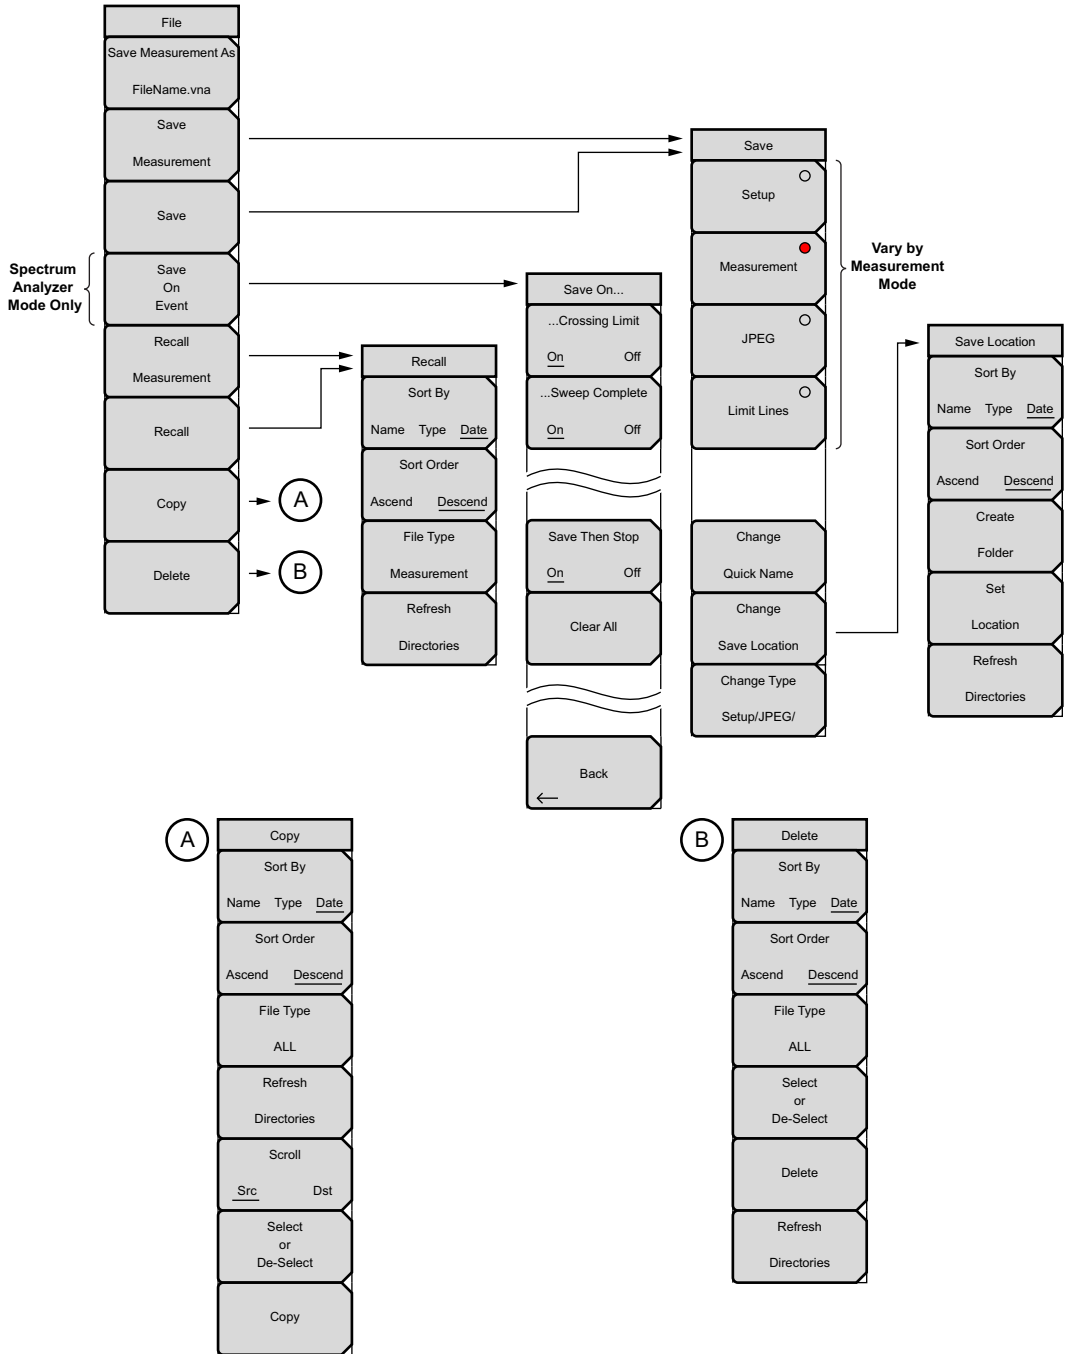 File
Save Measurement As
FileName.vna
Save
Measurement
Save
Spectrum
Analyzer
Mode Only
Save
On
Event
Recall
Measurement
Recall
Copy
A
Delete
B
Recall
Sort By
Name Type Date
Sort Order
Ascend Descend
File Type
Measurement
Refresh
Directories
Save On...
...Crossing Limit
On Off
...Sweep Complete
On Off
Save Then Stop
On Off
Clear All
Back
Save
Setup
Measurement
JPEG
Limit Lines
Vary by
Measurement
Mode
Change
Quick Name
Change
Save Location
Change Type
Setup/JPEG/
Save Location
Sort By
Name Type Date
Sort Order
Ascend Descend
Create
Folder
Set
Location
Refresh
Directories
A
Copy
Sort By
Name Type Date
Sort Order
Ascend Descend
File Type
ALL
Refresh
Directories
Scroll
Src Dst
Select
or
De-Select
Copy
B
Delete
Sort By
Name Type Date
Sort Order
Ascend Descend
File Type
ALL
Select
or
De-Select
Delete
Refresh
Directories